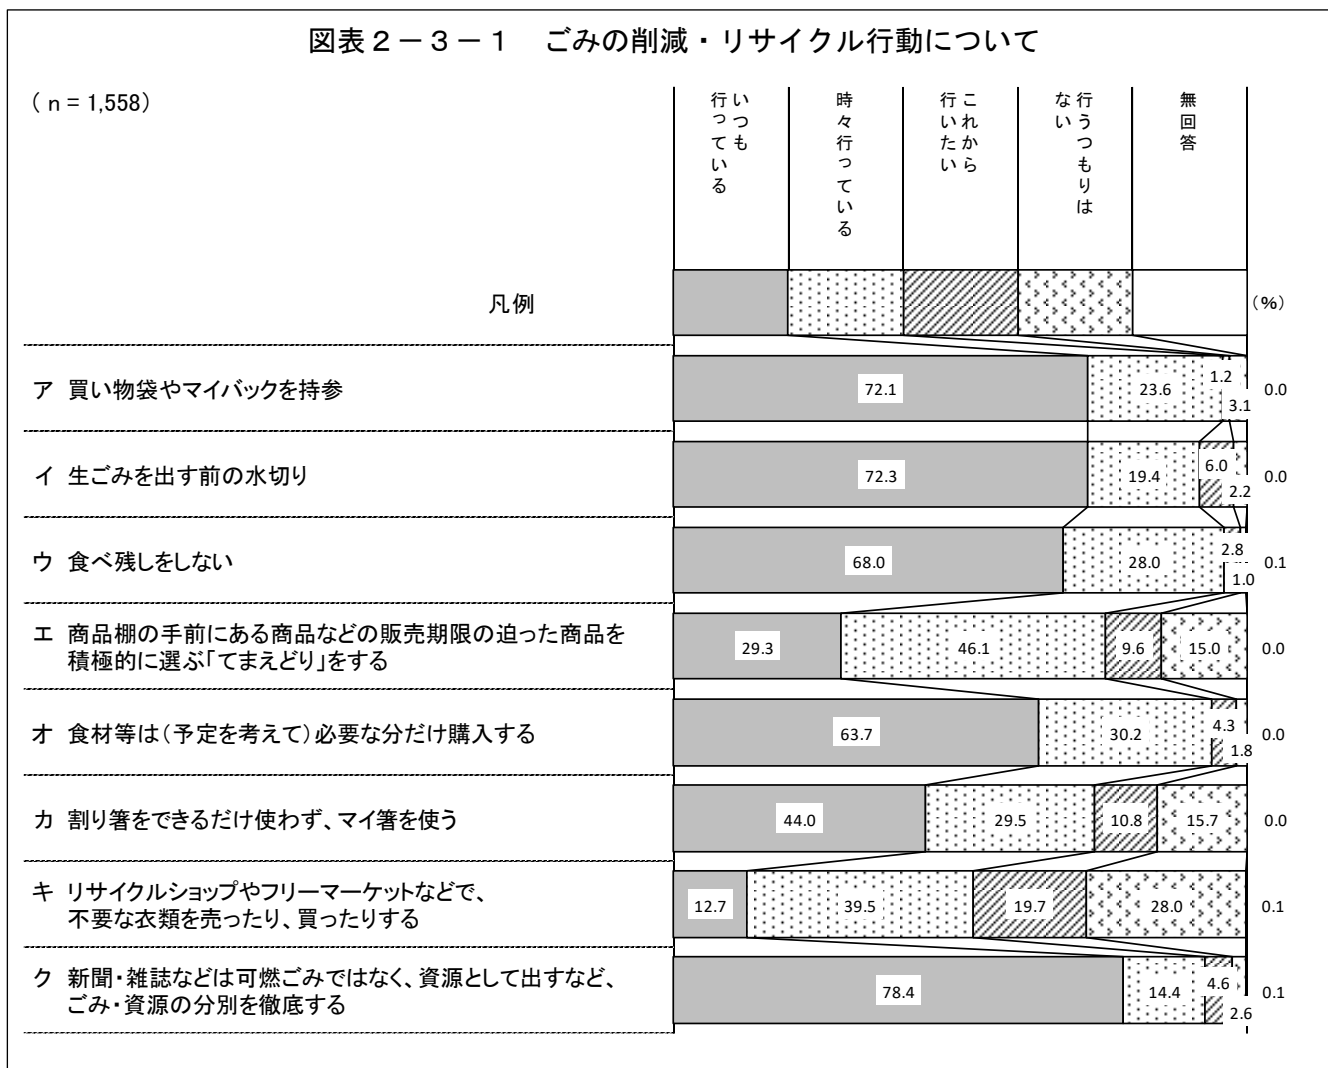 図表２－３－１　ごみの削減・リサイクル行動について
（ n = 1,558）
いつも
行っている
時々行っている
これから
行いたい
行うつもりは
ない
無回答
凡例
(%)
ア 買い物袋やマイバックを持参
72.1 23.6 1.2 3.1 0.0
イ 生ごみを出す前の水切り
72.3 19.4 6.0 2.2 0.0
ウ 食べ残しをしない
68.0 28.0 2.8 1.0 0.1
エ 商品棚の手前にある商品などの販売期限の迫った商品を
積極的に選ぶ「てまえどり」をする
29.3 46.1 9.6 15.0 0.0
オ 食材等は（予定を考えて）必要な分だけ購入する
63.7 30.2 4.3 1.8 0.0
カ 割り箸をできるだけ使わず、マイ箸を使う
44.0 29.5 10.8 15.7 0.0
キ リサイクルショップやフリーマーケットなどで、
不要な衣類を売ったり、買ったりする
12.7 39.5 19.7 28.0 0.1
ク 新聞・雑誌などは可燃ごみではなく、資源として出すなど、
ごみ・資源の分別を徹底する
78.4 14.4 4.6 2.6 0.1